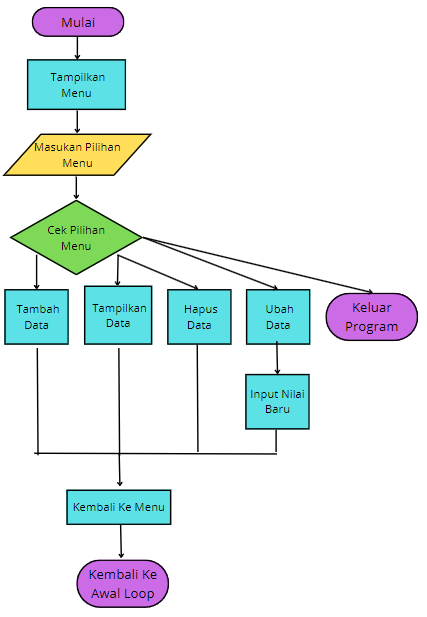 Mulai
Tampilkan
Menu
Masukan Pilihan
Menu
Cek Pilihan
Menu
Tambah
Data
Tampilkan
Data
Hapus
Data
Ubah
Data
Keluar
Program
Input Nilai
Baru
Kembali Ke Menu
Kembali Ke
Awal Loop